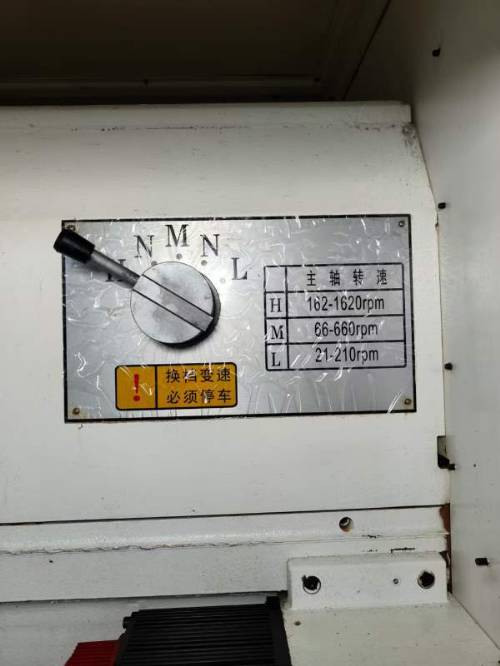 H N M N L
主轴转速
H 162-1620rpm
M 66-660rpm
L 21-210rpm
! 换档变速
必须停车